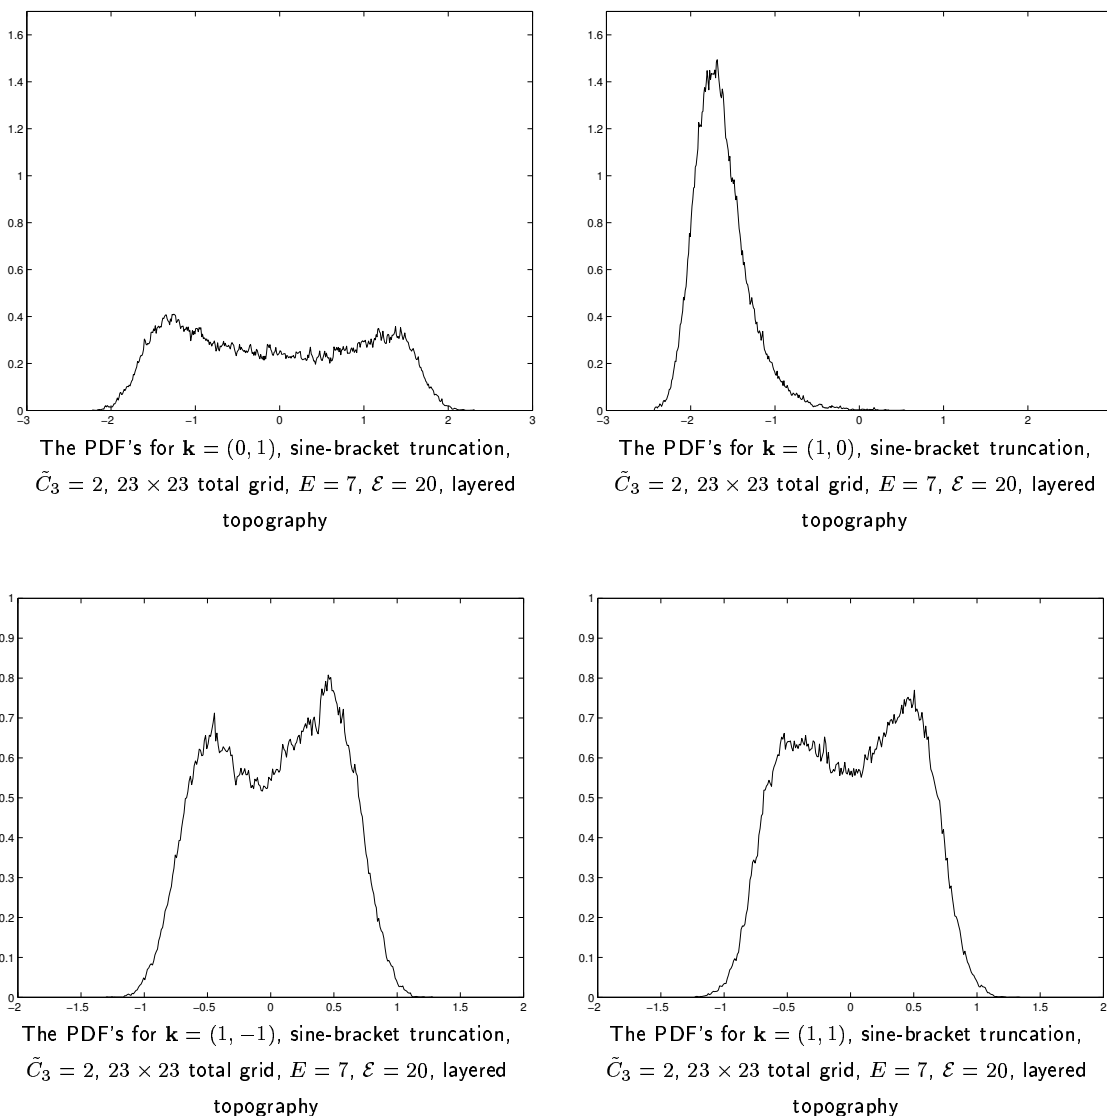 1.6
1.4
1.2
1
0.8
0.6
0.4
0.2
0
−3 −2 −1 0 1 2 3
The PDF's for k = (0, 1), sine-bracket truncation,
C̃₃ = 2, 23 × 23 total grid, E = 7, ℰ = 20, layered
topography
1.6
1.4
1.2
1
0.8
0.6
0.4
0.2
0
−3 −2 −1 0 1 2
The PDF's for k = (1, 0), sine-bracket truncation,
C̃₃ = 2, 23 × 23 total grid, E = 7, ℰ = 20, layered
topography
1
0.9
0.8
0.7
0.6
0.5
0.4
0.3
0.2
0.1
0
−2 −1.5 −1 −0.5 0 0.5 1 1.5 2
The PDF's for k = (1, −1), sine-bracket truncation,
C̃₃ = 2, 23 × 23 total grid, E = 7, ℰ = 20, layered
topography
1
0.9
0.8
0.7
0.6
0.5
0.4
0.3
0.2
0.1
0
−2 −1.5 −1 −0.5 0 0.5 1 1.5 2
The PDF's for k = (1, 1), sine-bracket truncation,
C̃₃ = 2, 23 × 23 total grid, E = 7, ℰ = 20, layered
topography